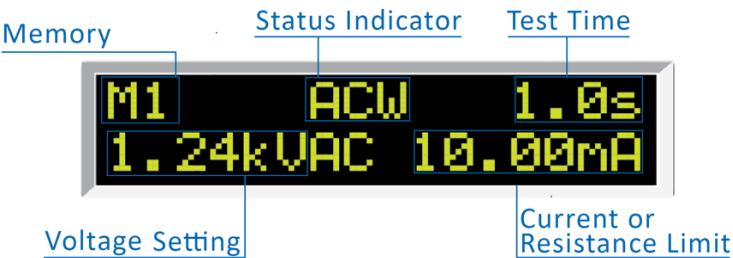 Memory
Status Indicator
Test Time
M1 ACW 1.0s
1.24kVAC 10.00mA
Voltage Setting
Current or
Resistance Limit